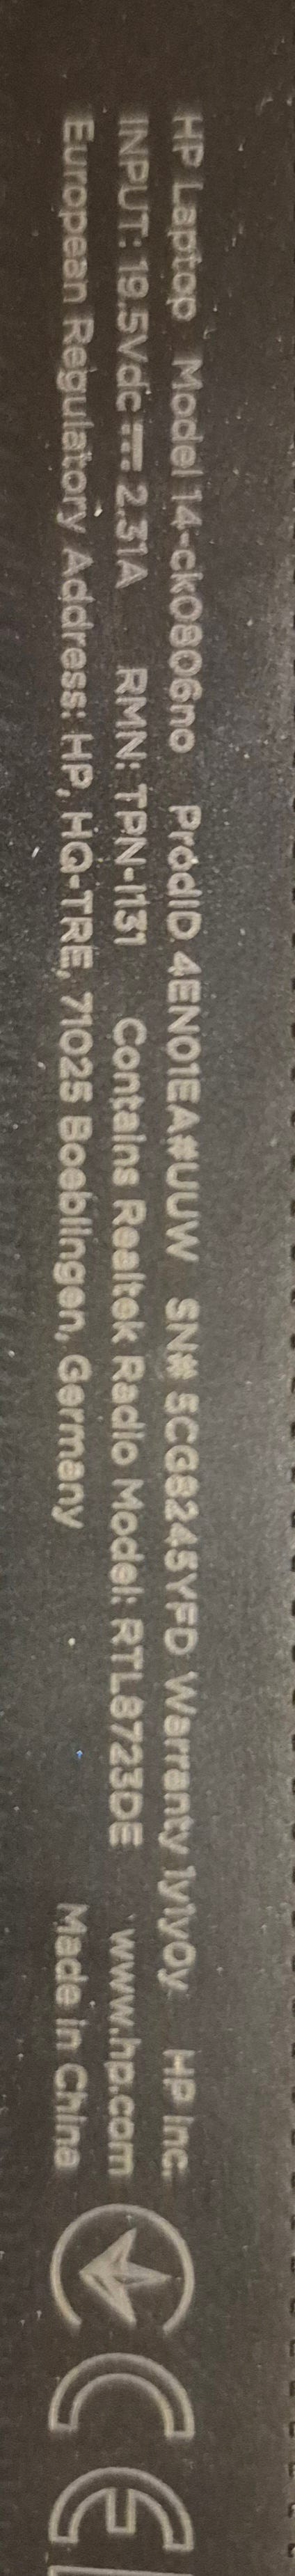 HP Laptop Model 14-ck0806no ProdID 4EN01EA#UUW SN# 5CG8245YFD Warranty 1y1y0y HP Inc.
INPUT: 19.5Vdc ⎓ 2.31A RMN: TPN-I131 Contains Realtek Radio Model: RTL8723DE www.hp.com
European Regulatory Address: HP, HQ-TRE, 71025 Boeblingen, Germany Made in China
CE